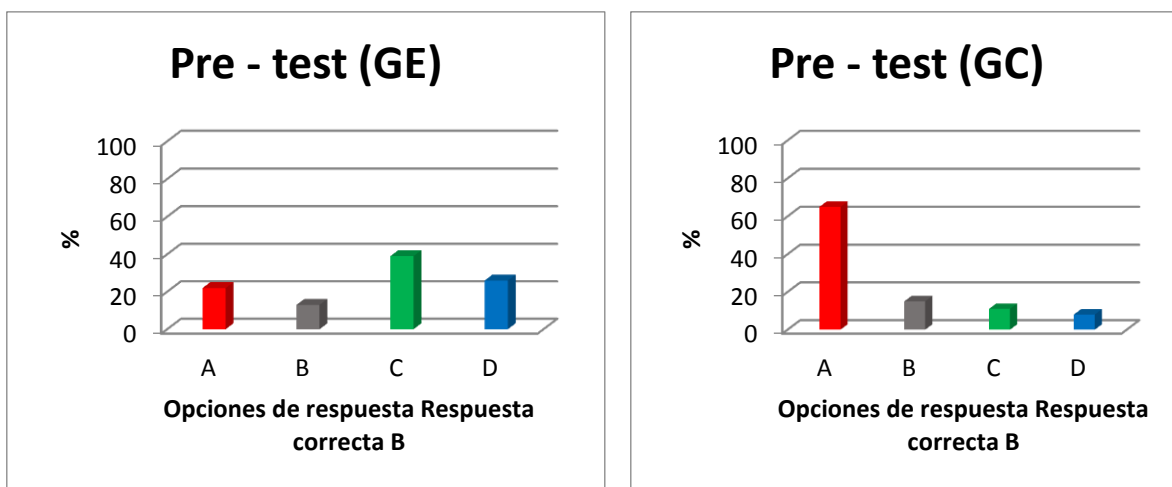 Pre - test (GE)
100
80
60
40
20
0
%
A B C D
Opciones de respuesta Respuesta
correcta B
Pre - test (GC)
100
80
60
40
20
0
%
A B C D
Opciones de respuesta Respuesta
correcta B